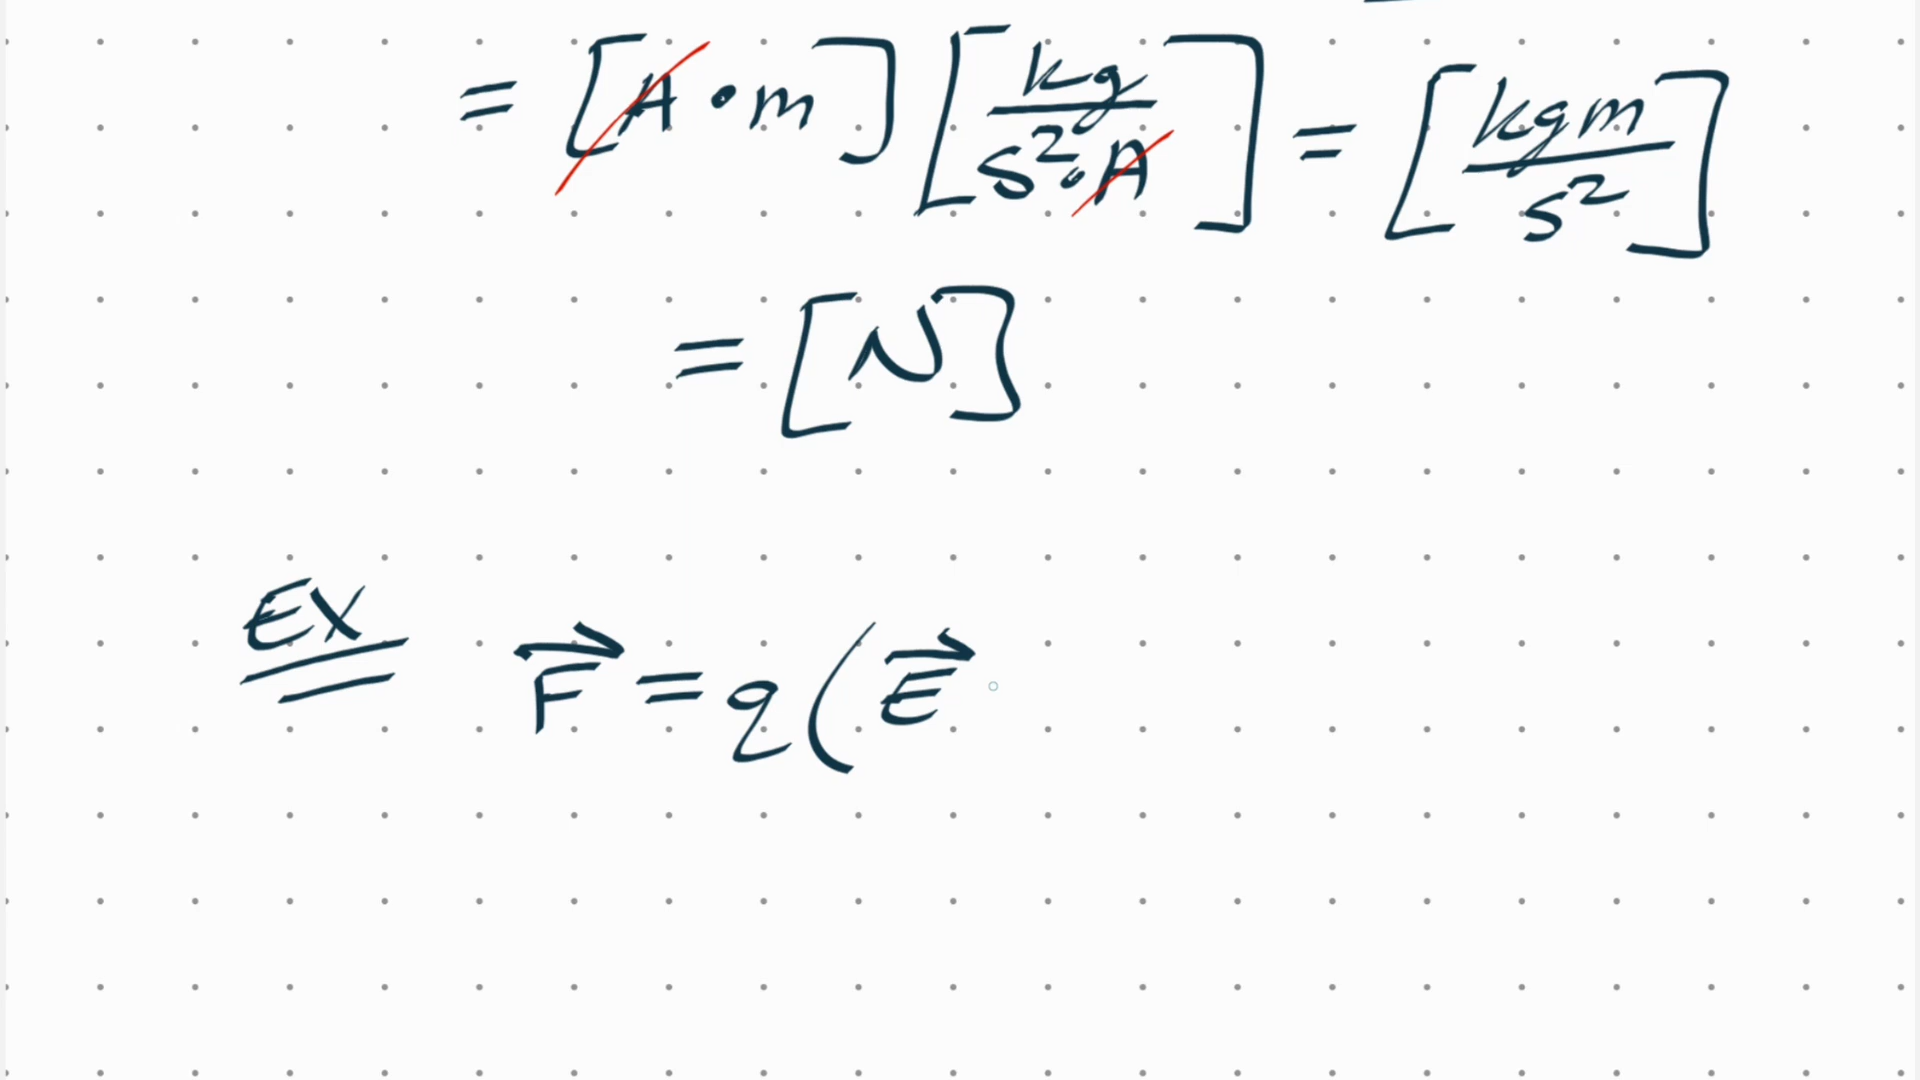 = [A • m] [kg / s² • A] = [kgm / s²]
= [N]
EX F⃗ = q (E⃗